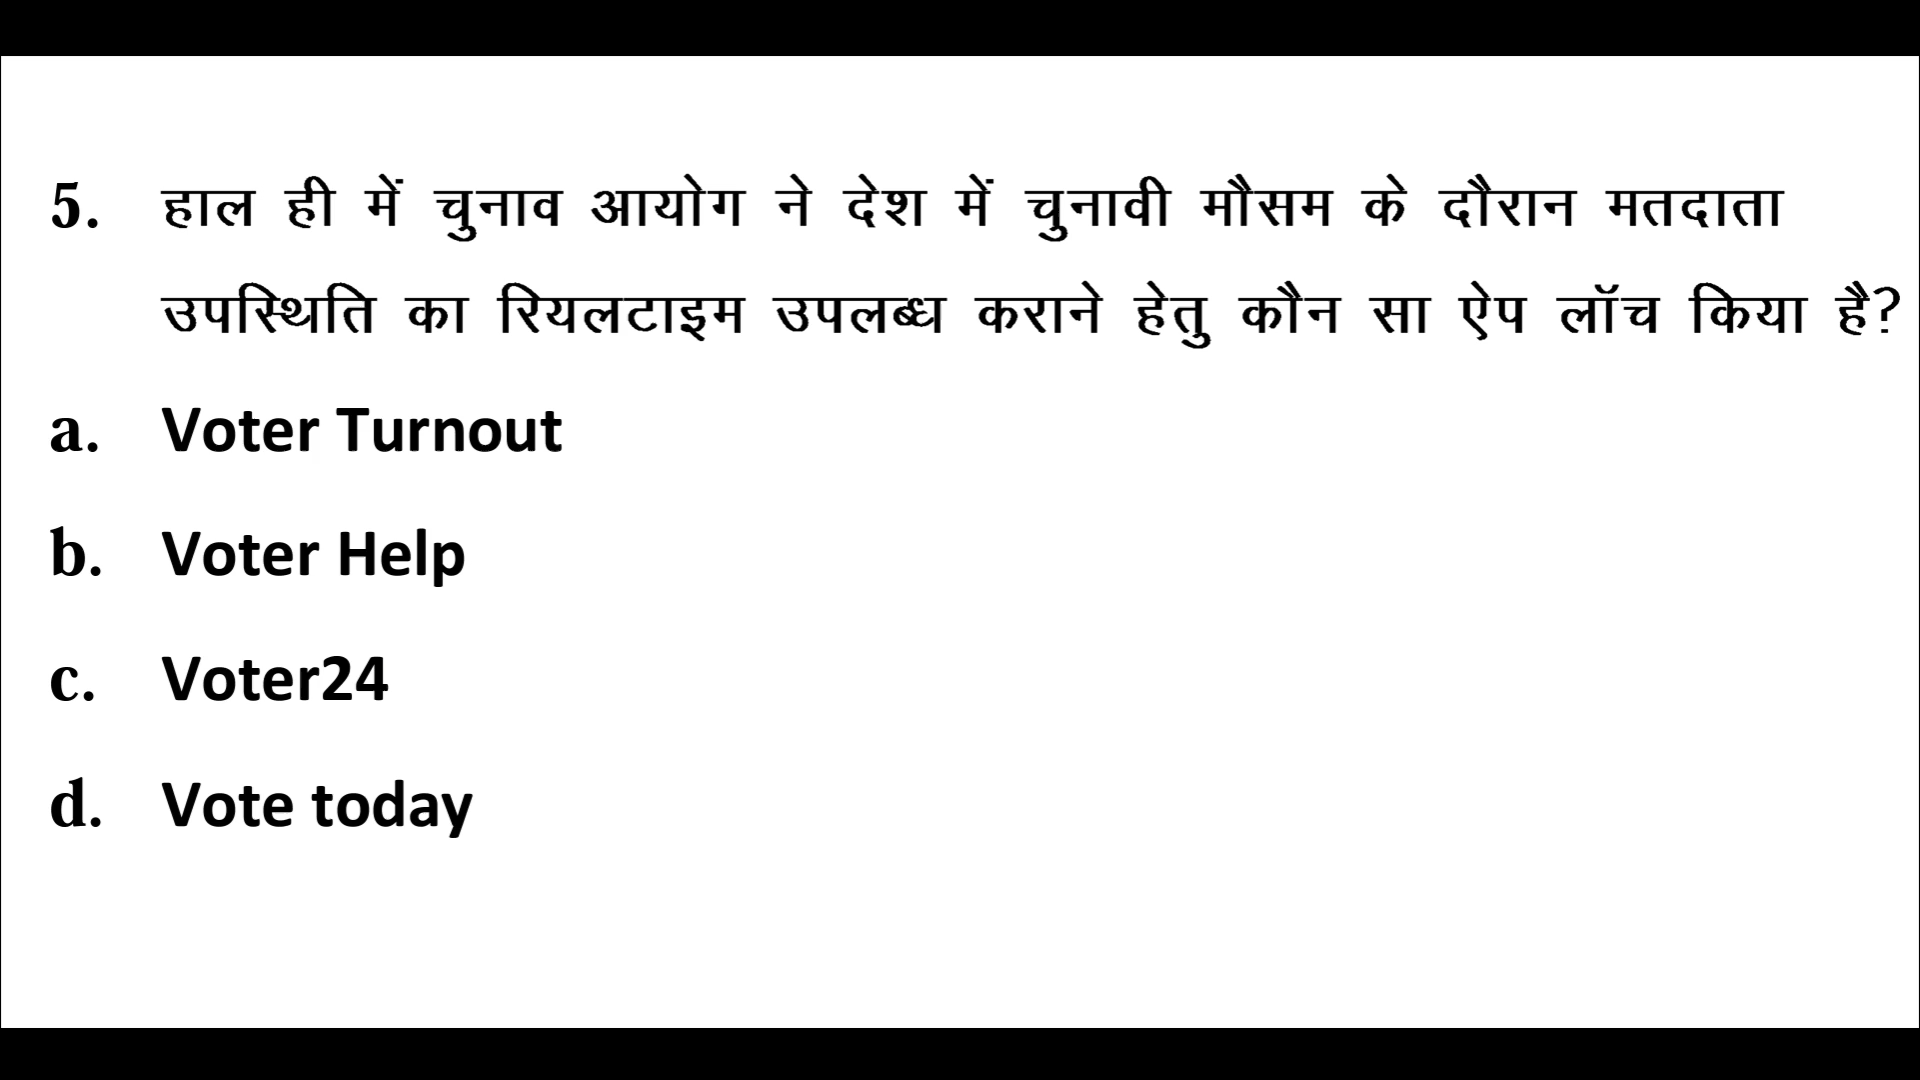 5. हाल ही में चुनाव आयोग ने देश में चुनावी मौसम के दौरान मतदाता
उपस्थिति का रियलटाइम उपलब्ध कराने हेतु कौन सा ऐप लॉच किया है?
a. Voter Turnout
b. Voter Help
c. Voter24
d. Vote today